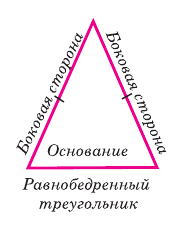 Боковая сторона
Боковая сторона
Основание
Равнобедренный
треугольник